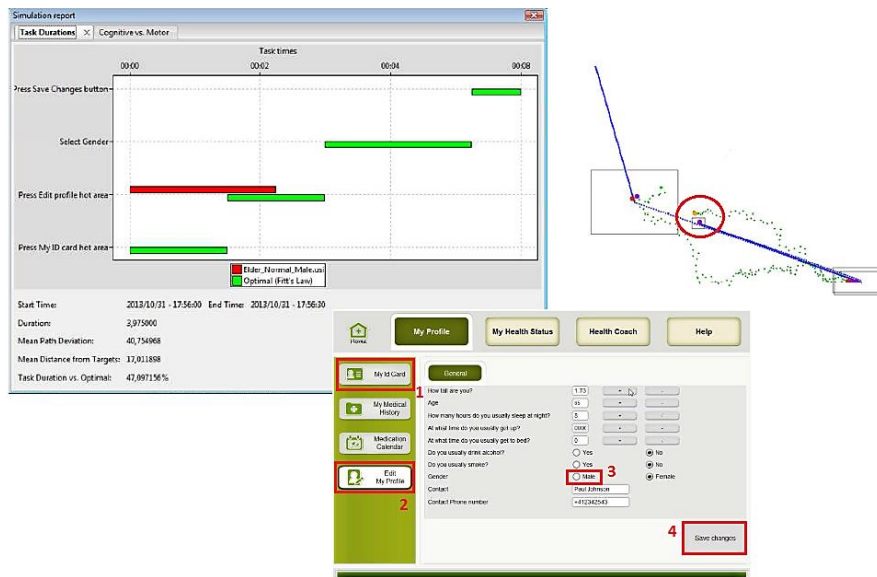 Simulation report
Task Durations X Cognitive vs. Motor
Task times
00:00 00:02 00:04 00:08
Press Save Changes button
Select Gender
Press Edit profile hot area
Press My ID card hot area
Elder_Normal_Male.usi
Optimal (Fitt's Law)
Start Time: 2013/10/31 - 17:56:00 End Time: 2013/10/31 - 17:56:30
Duration: 3,975000
Mean Path Deviation: 40,754968
Mean Distance from Targets: 17,011898
Task Duration vs. Optimal: 47,097156%
Home
My Profile
My Health Status
Health Coach
Help
My Id Card
1
My Medical
History
Medication
Calendar
Edit
My Profile
2
General
How tall are you? 1.73 + -
Age + -
How many hours do you usually sleep at night? + -
At what time do you usually get up? + -
At what time do you usually get to bed? 0 + -
Do you usually drink alcohol? Yes No
Do you usually smoke? Yes No
Gender Male 3 Female
Contact Paul Johnson
Contact Phone number +412342543
4
Save changes